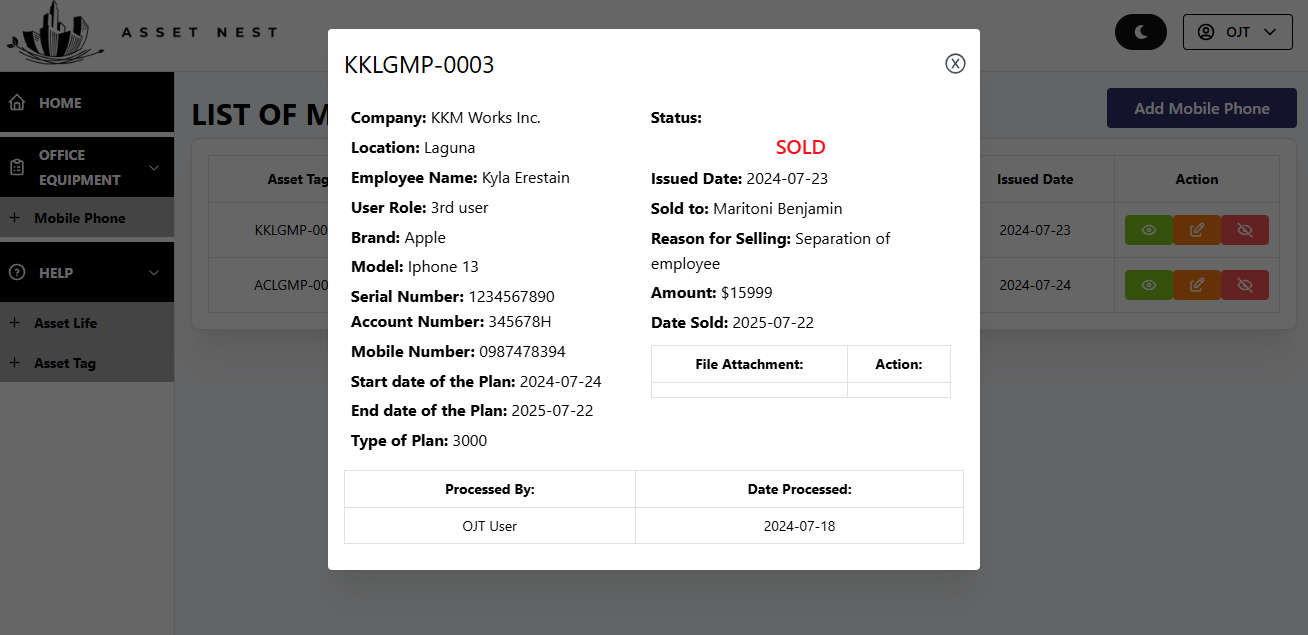 ASSET NEST
OJT
HOME
OFFICE
EQUIPMENT
Mobile Phone
HELP
Asset Life
Asset Tag
LIST OF M
Add Mobile Phone
Asset Tag
Issued Date
Action
KKLGMP-00
2024-07-23
ACLGMP-00
2024-07-24
KKLGMP-0003
Company: KKM Works Inc.
Location: Laguna
Employee Name: Kyla Erestain
User Role: 3rd user
Brand: Apple
Model: Iphone 13
Serial Number: 1234567890
Account Number: 345678H
Mobile Number: 0987478394
Start date of the Plan: 2024-07-24
End date of the Plan: 2025-07-22
Type of Plan: 3000
Status:
SOLD
Issued Date: 2024-07-23
Sold to: Maritoni Benjamin
Reason for Selling: Separation of
employee
Amount: $15999
Date Sold: 2025-07-22
File Attachment:
Action:
Processed By:
Date Processed:
OJT User
2024-07-18